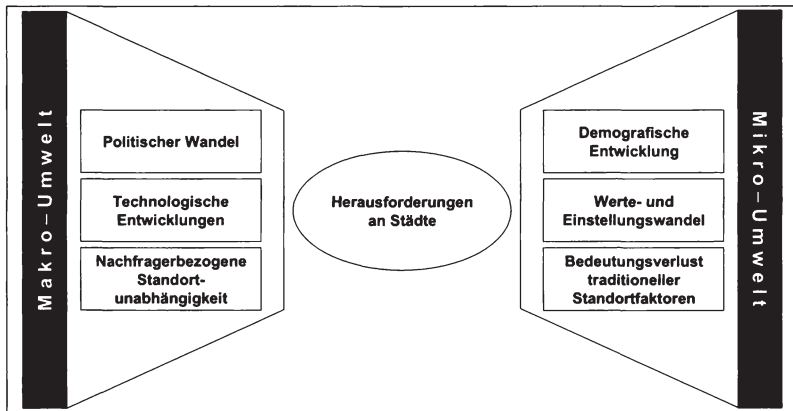 Makro–Umwelt
Politischer Wandel
Technologische
Entwicklungen
Nachfragerbezogene
Standort-
unabhängigkeit
Herausforderungen
an Städte
Demografische
Entwicklung
Werte- und
Einstellungswandel
Bedeutungsverlust
traditioneller
Standortfaktoren
Mikro–Umwelt